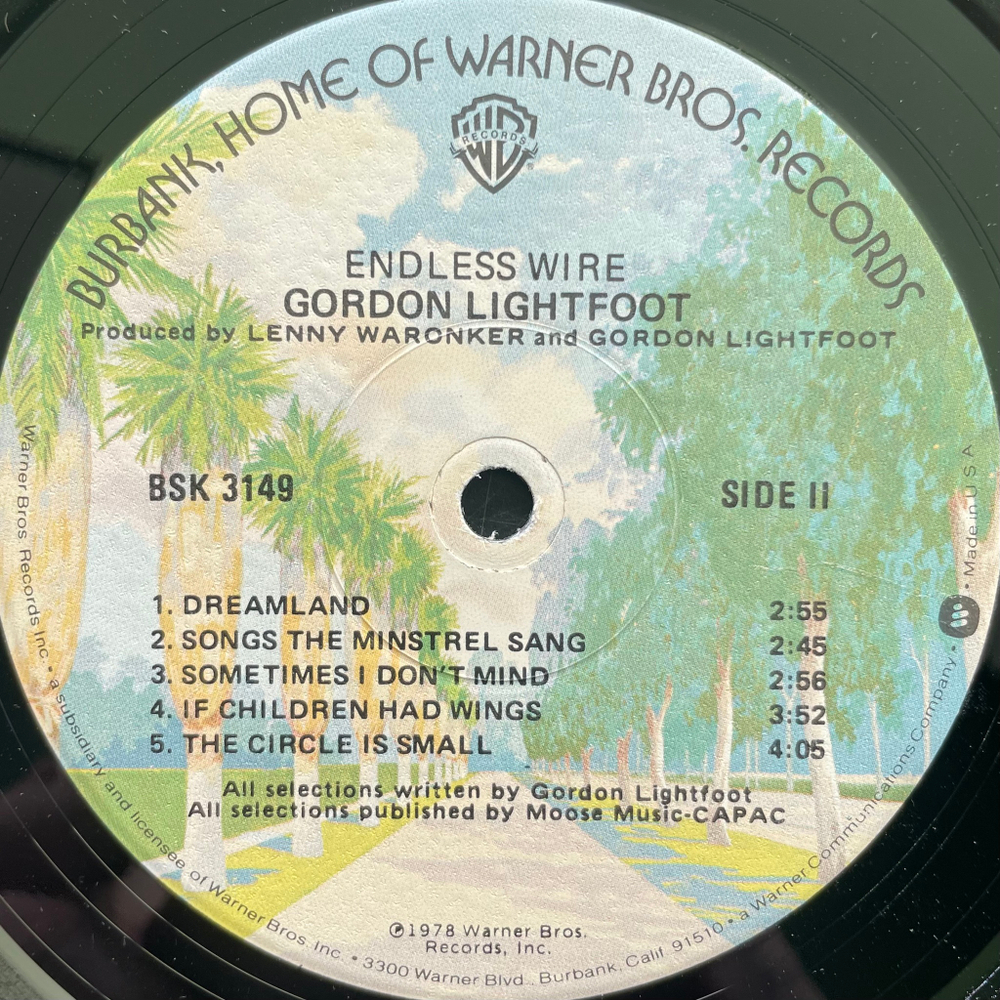 BURBANK, HOME OF WARNER BROS. RECORDS
WB
RECORDS
ENDLESS WIRE
GORDON LIGHTFOOT
Produced by LENNY WARONKER and GORDON LIGHTFOOT
BSK 3149
SIDE II
1. DREAMLAND 2:55
2. SONGS THE MINSTREL SANG 2:45
3. SOMETIMES I DON'T MIND 2:56
4. IF CHILDREN HAD WINGS 3:52
5. THE CIRCLE IS SMALL 4:05
All selections written by Gordon Lightfoot
All selections published by Moose Music-CAPAC
℗1978 Warner Bros.
Records, Inc.
Warner Bros. Records Inc. • a subsidiary and licensee of Warner Bros. Inc. • 3300 Warner Blvd., Burbank, Calif. 91510 • a Warner Communications Company • Made in U.S.A.